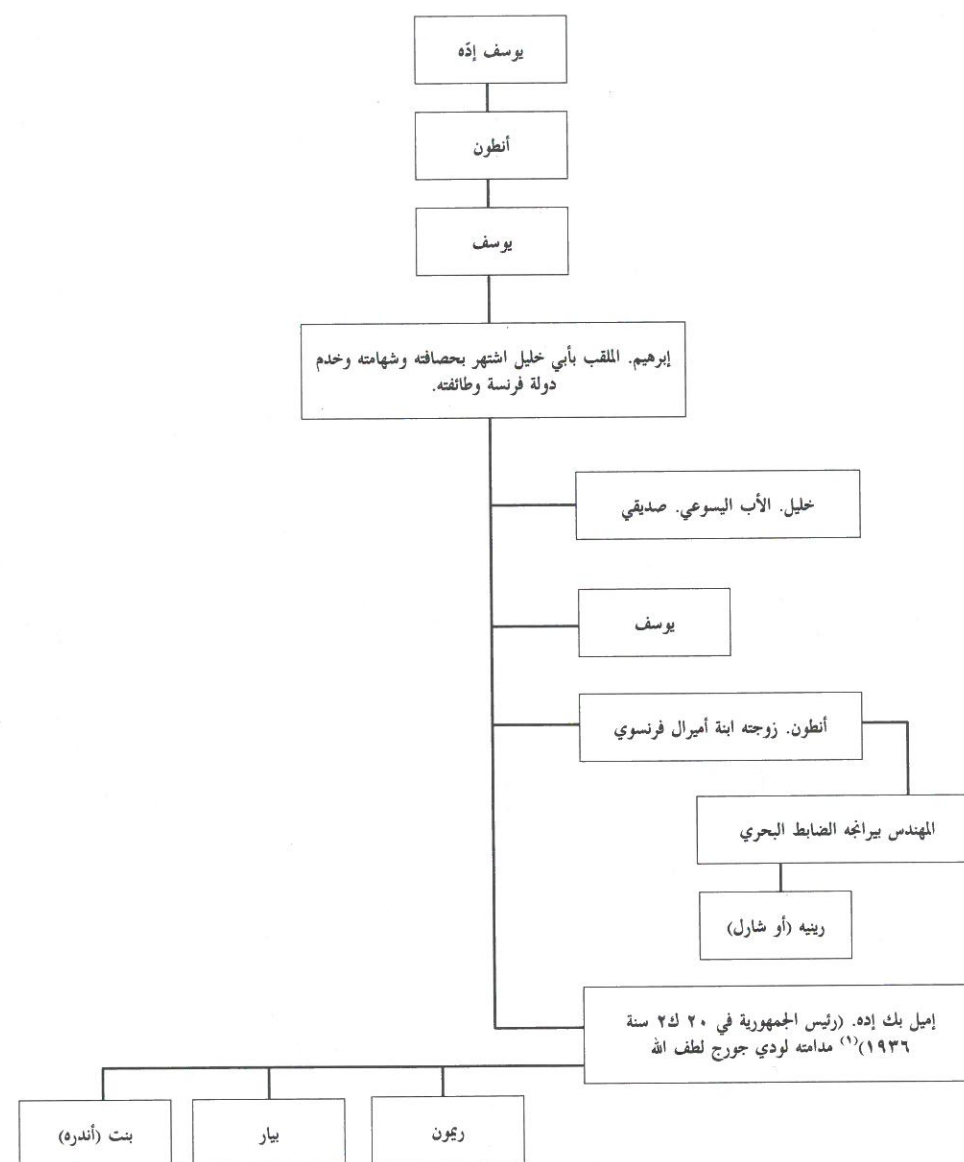 يوسف إدّه
أنطون
يوسف
إبرهيم. الملقب بأبي خليل اشتهر بحصافته وشهامته وخدم
دولة فرنسة وطائفته.
خليل. الأب اليسوعي. صديقي
يوسف
أنطون. زوجته ابنة أميرال فرنسوي
المهندس بيرانجه الضابط البحري
رينيه (أو شارل)
إميل بك إده. (رئيس الجمهورية في ٢٠ ك٢ سنة
١٩٣٦)(١) مدامته لودي جورج لطف الله
ريمون
بيار
بنت (أندره)